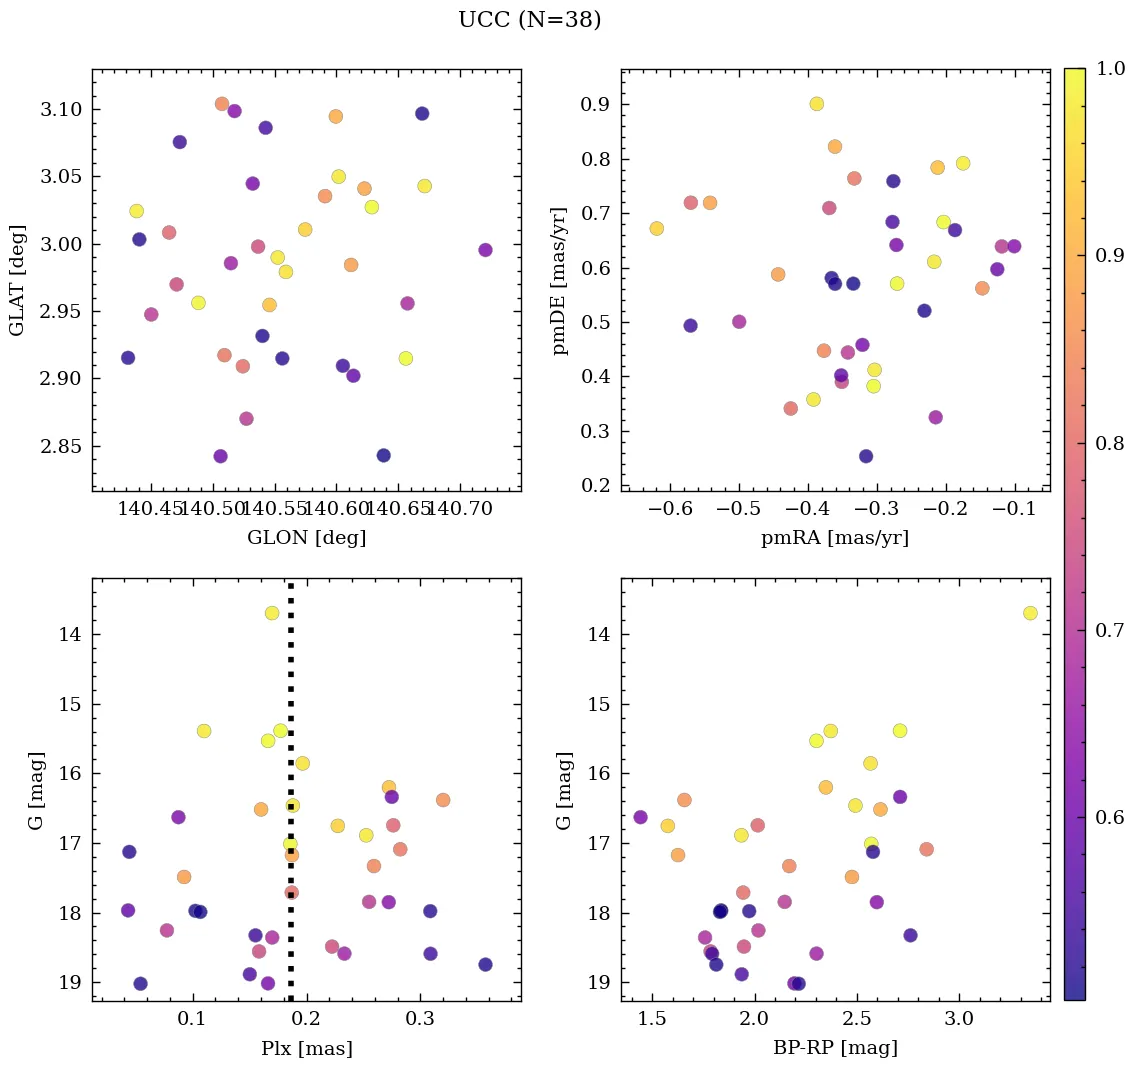 UCC (N=38)
3.10
3.05
3.00
2.95
2.90
2.85
GLAT [deg]
140.45 140.50 140.55 140.60 140.65 140.70
GLON [deg]
0.9
0.8
0.7
0.6
0.5
0.4
0.3
0.2
pmDE [mas/yr]
−0.6 −0.5 −0.4 −0.3 −0.2 −0.1
pmRA [mas/yr]
1.0
0.9
0.8
0.7
0.6
14
15
16
17
18
19
G [mag]
0.1 0.2 0.3
Plx [mas]
14
15
16
17
18
19
G [mag]
1.5 2.0 2.5 3.0
BP-RP [mag]